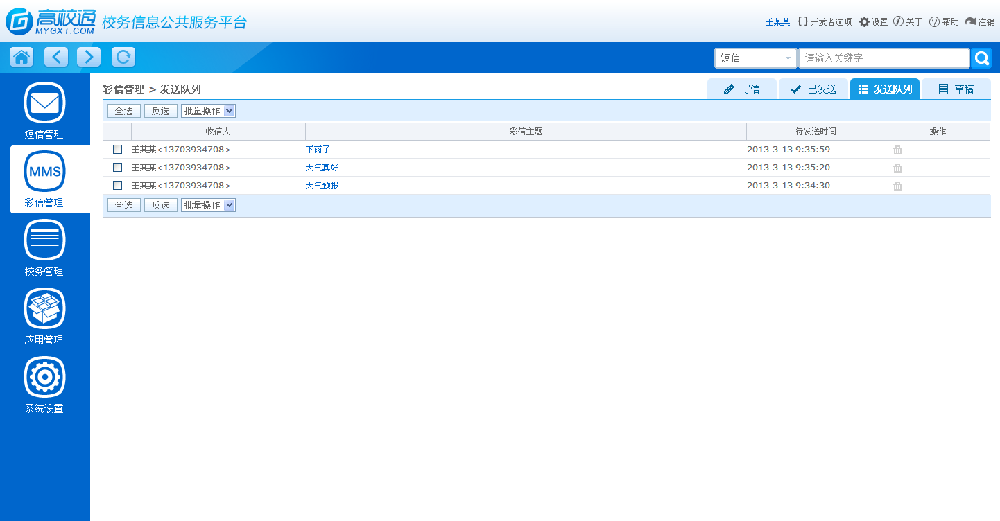 高校通
MYGXT.COM
校务信息公共服务平台
王某某 { } 开发者选项 设置 关于 帮助 注销
短信 请输入关键字
短信管理
MMS
彩信管理
校务管理
应用管理
系统设置
彩信管理 > 发送队列
写信 已发送 发送队列 草稿
全选 反选 批量操作
收信人 彩信主题 待发送时间 操作
王某某<13703934708> 下雨了 2013-3-13 9:35:59
王某某<13703934708> 天气真好 2013-3-13 9:35:20
王某某<13703934708> 天气预报 2013-3-13 9:34:30
全选 反选 批量操作